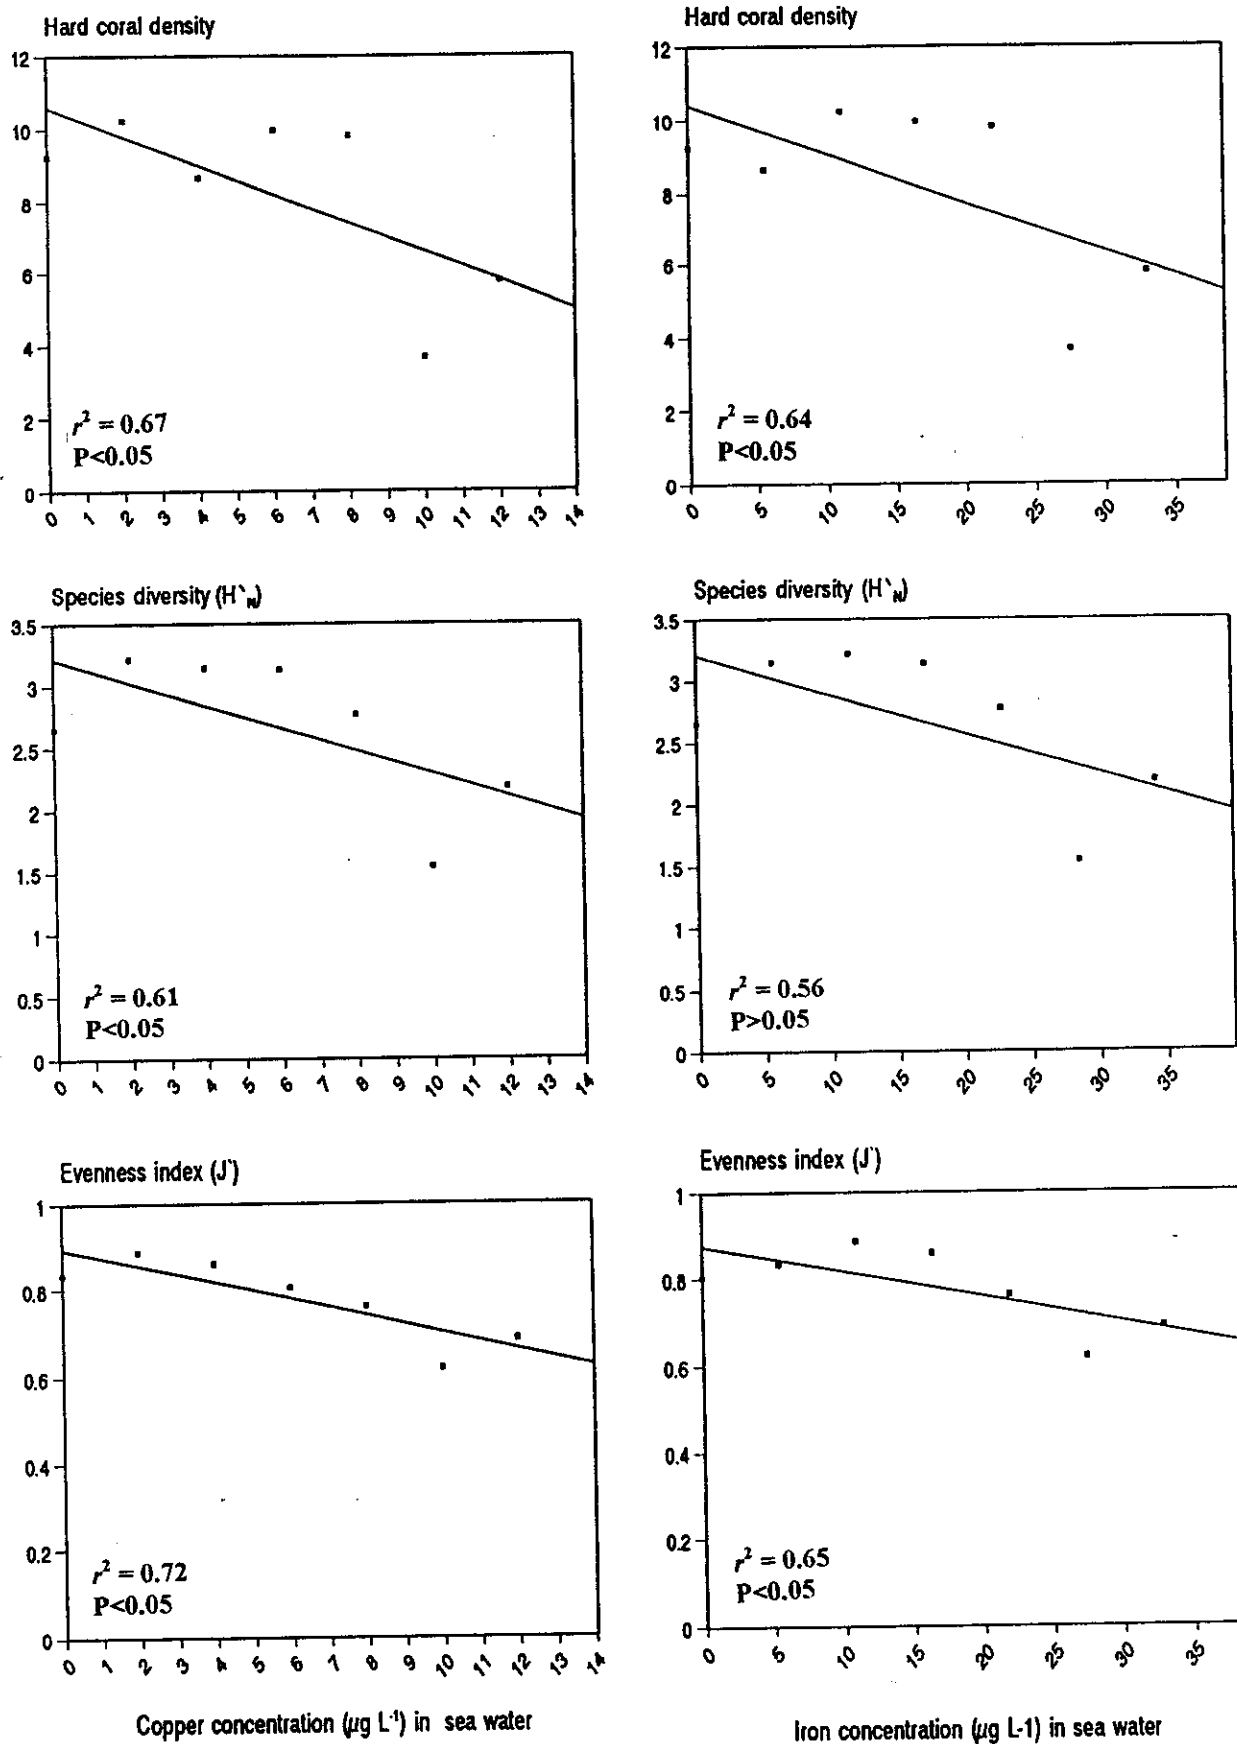 Hard coral density
12
10
8
6
4
2
0
r² = 0.67
P<0.05
0 1 2 3 4 5 6 7 8 9 10 11 12 13 14
Hard coral density
12
10
8
6
4
2
0
r² = 0.64
P<0.05
0 5 10 15 20 25 30 35
Species diversity (H`N)
3.5
3
2.5
2
1.5
1
0.5
0
r² = 0.61
P<0.05
0 1 2 3 4 5 6 7 8 9 10 11 12 13 14
Species diversity (H`N)
3.5
3
2.5
2
1.5
1
0.5
0
r² = 0.56
P>0.05
0 5 10 15 20 25 30 35
Evenness index (J`)
1
0.8
0.6
0.4
0.2
0
r² = 0.72
P<0.05
0 1 2 3 4 5 6 7 8 9 10 11 12 13 14
Copper concentration (µg L⁻¹) in sea water
Evenness index (J`)
1
0.8
0.6
0.4
0.2
0
r² = 0.65
P<0.05
0 5 10 15 20 25 30 35
Iron concentration (µg L-1) in sea water